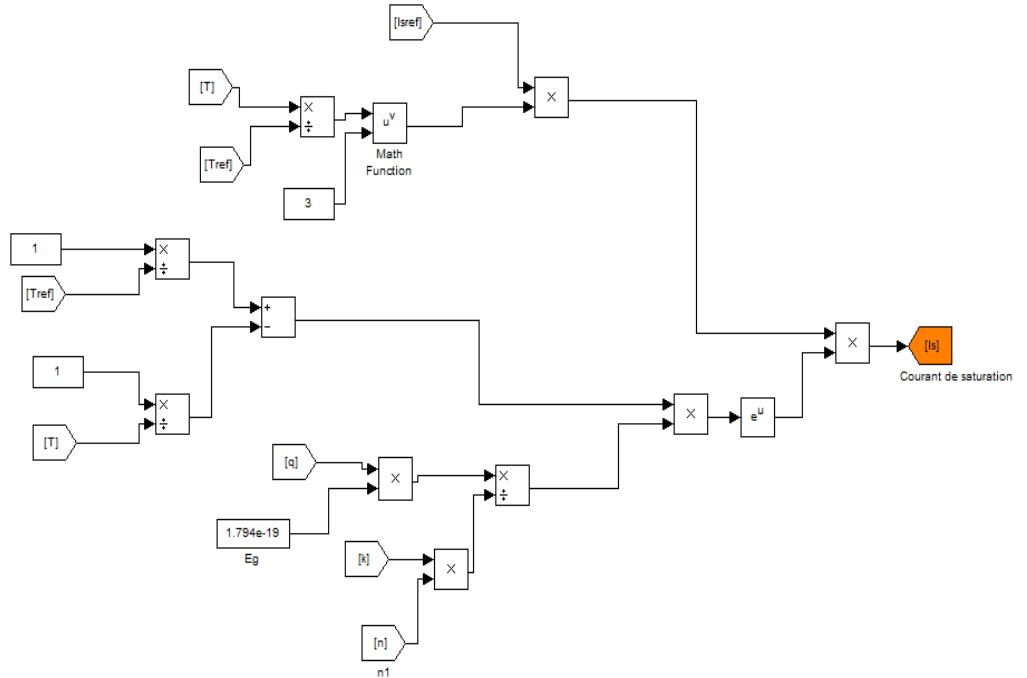 [Isref]
[T]
×
÷
×
u^v
[Tref]
Math
Function
3
1
×
÷
[Tref]
+
−
1
×
÷
[T]
×
[Is]
Courant de saturation
×
e^u
[q]
×
×
÷
1.794e-19
Eg
[k]
×
[n]
n1